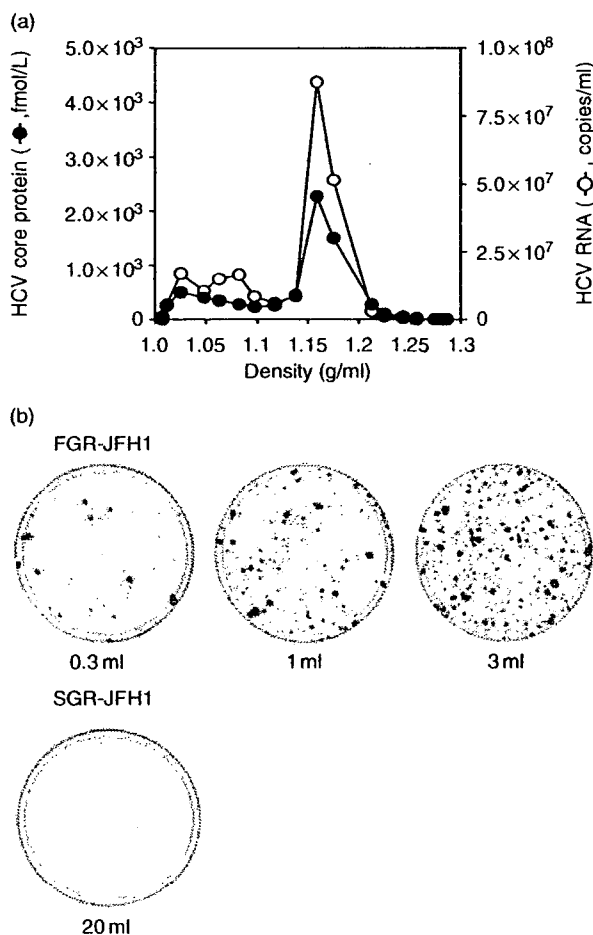 (a)
HCV core protein (-●-,fmol/L)
5.0×10³
4.0×10³
3.0×10³
2.0×10³
1.0×10³
0
1.0×10⁸
7.5×10⁷
5.0×10⁷
2.5×10⁷
0
HCV RNA (-○-, copies/ml)
1.0 1.05 1.1 1.15 1.2 1.25 1.3
Density (g/ml)
(b)
FGR-JFH1
0.3 ml 1 ml 3 ml
SGR-JFH1
20 ml